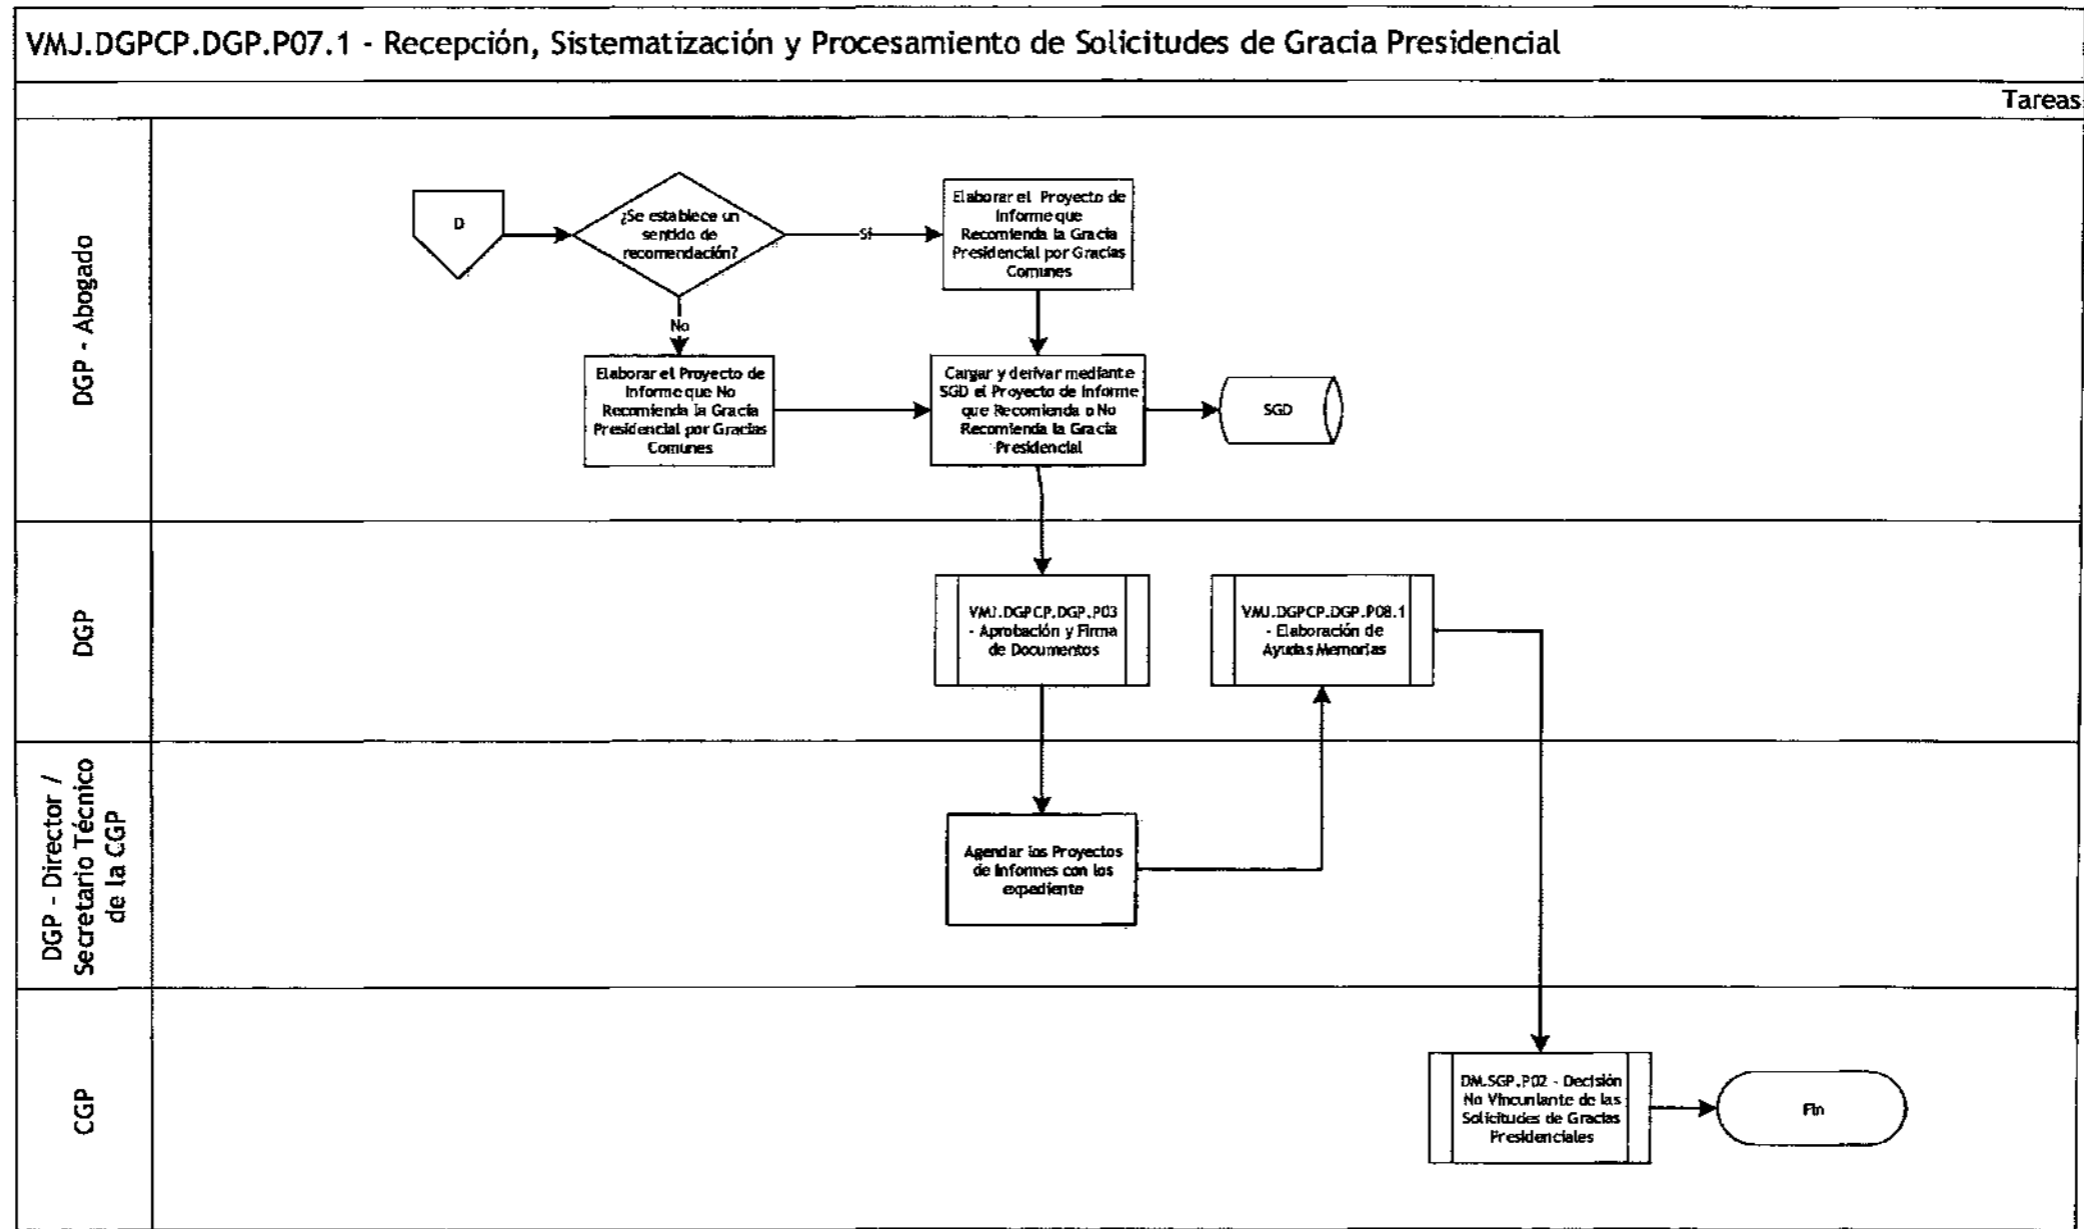 VMJ.DGPCP.DGP.P07.1 - Recepción, Sistematización y Procesamiento de Solicitudes de Gracia Presidencial
Tareas
DGP - Abogado
D
¿Se establece un
sentido de
recomendación?
Sí
No
Elaborar el Proyecto de
Informe que
Recomienda la Gracia
Presidencial por Gracias
Comunes
Elaborar el Proyecto de
Informe que No
Recomienda la Gracia
Presidencial por Gracias
Comunes
Cargar y derivar mediante
SGD el Proyecto de Informe
que Recomienda o No
Recomienda la Gracia
Presidencial
SGD
DGP
VMJ.DGPCP.DGP.P03
- Aprobación y Firma
de Documentos
VMJ.DGPCP.DGP.P08.1
- Elaboración de
Ayudas Memorias
DGP - Director /
Secretario Técnico
de la CGP
Agendar los Proyectos
de Informes con los
expediente
CGP
DM.SGP.P02 - Decisión
No Vincunlante de las
Solicitudes de Gracias
Presidenciales
Fin